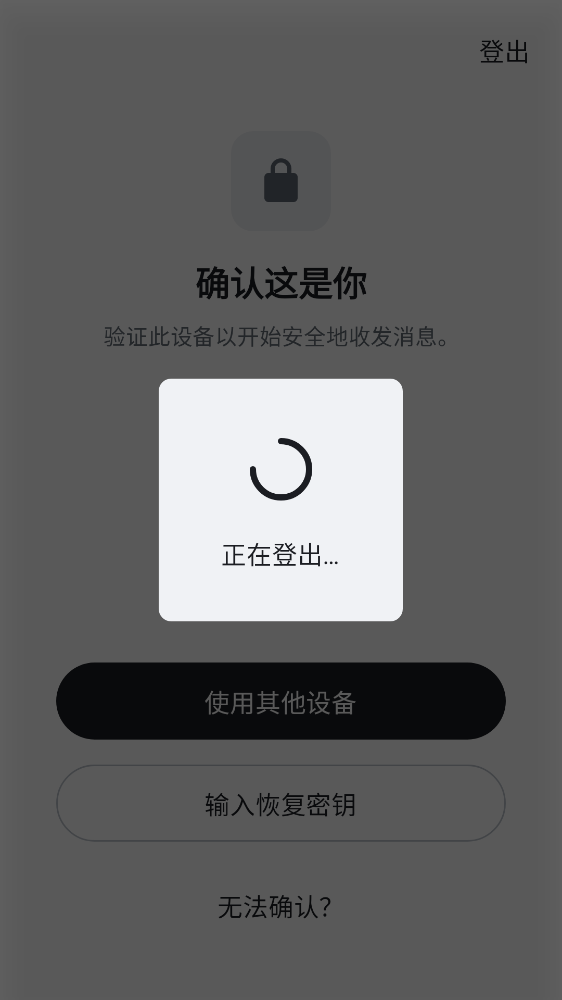 登出
确认这是你
验证此设备以开始安全地收发消息。
正在登出...
使用其他设备
输入恢复密钥
无法确认？